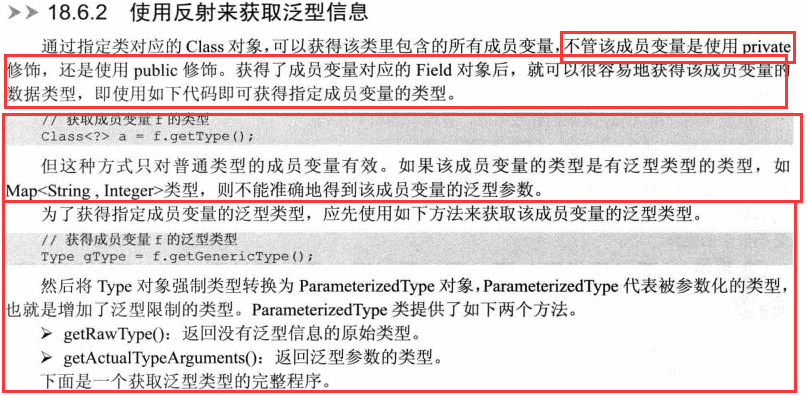 18.6.2 使用反射来获取泛型信息
通过指定类对应的 Class 对象,可以获得该类里包含的所有成员变量,不管该成员变量是使用 private
修饰,还是使用 public 修饰。获得了成员变量对应的 Field 对象后,就可以很容易地获得该成员变量的
数据类型,即使用如下代码即可获得指定成员变量的类型。
// 获取成员变量 f 的类型
Class<?> a = f.getType();
但这种方式只对普通类型的成员变量有效。如果该成员变量的类型是有泛型类型的类型,如
Map<String , Integer>类型,则不能准确地得到该成员变量的泛型参数。
为了获得指定成员变量的泛型类型,应先使用如下方法来获取该成员变量的泛型类型。
// 获得成员变量 f 的泛型类型
Type gType = f.getGenericType();
然后将 Type 对象强制类型转换为 ParameterizedType 对象,ParameterizedType 代表被参数化的类型,
也就是增加了泛型限制的类型。ParameterizedType 类提供了如下两个方法。
➢ getRawType():返回没有泛型信息的原始类型。
➢ getActualTypeArguments():返回泛型参数的类型。
下面是一个获取泛型类型的完整程序。